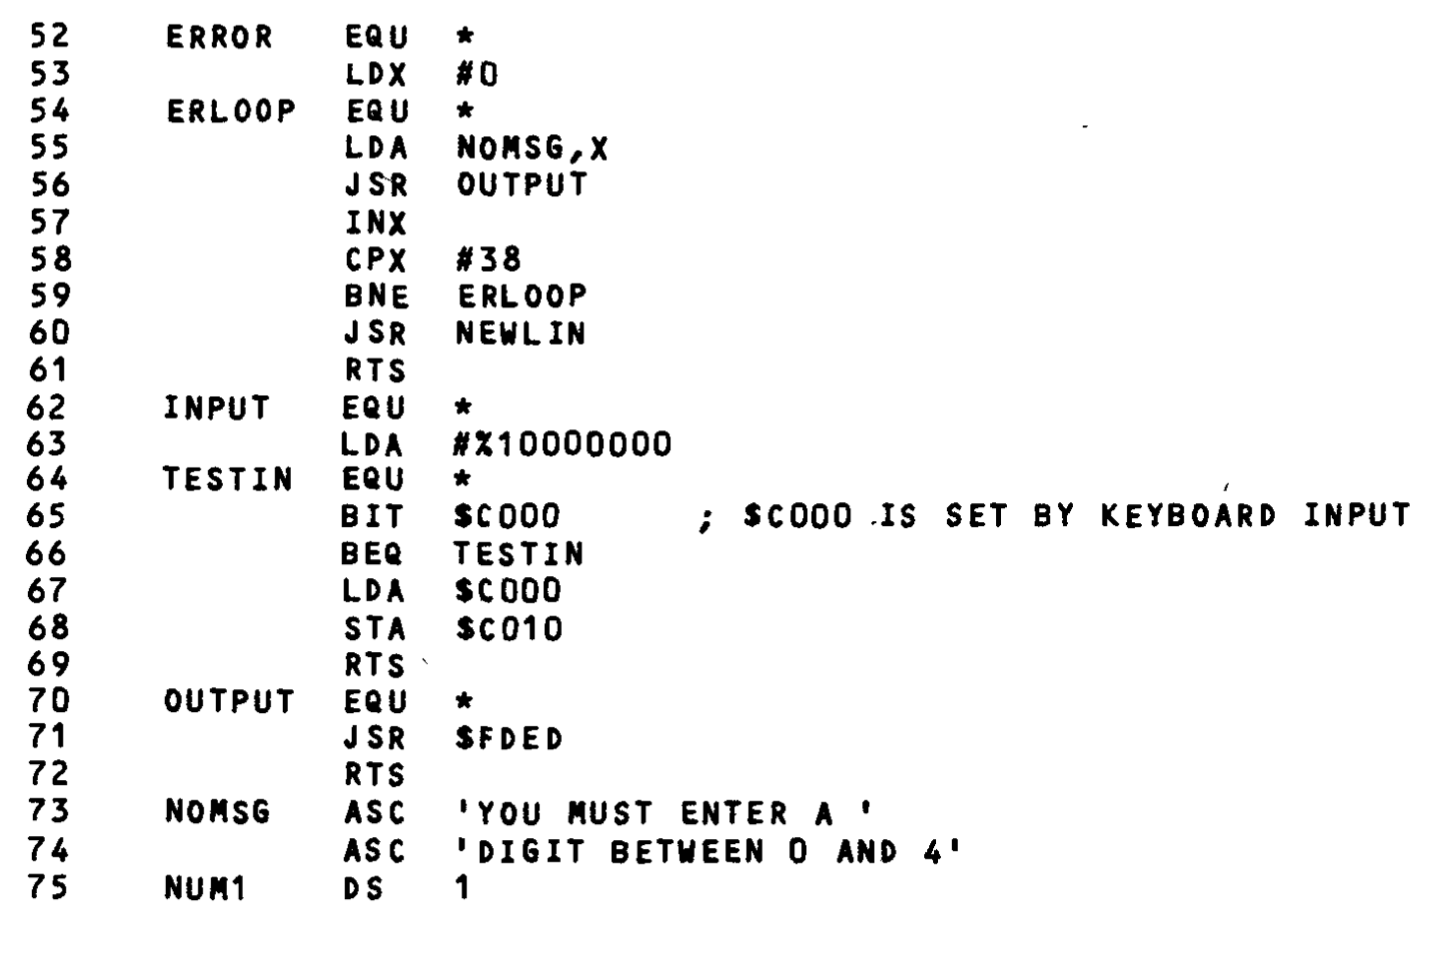 52 ERROR EQU *
53 LDX #0
54 ERLOOP EQU *
55 LDA NOMSG,X
56 JSR OUTPUT
57 INX
58 CPX #38
59 BNE ERLOOP
60 JSR NEWLIN
61 RTS
62 INPUT EQU *
63 LDA #%10000000
64 TESTIN EQU *
65 BIT $C000 ; $C000 IS SET BY KEYBOARD INPUT
66 BEQ TESTIN
67 LDA $C000
68 STA $C010
69 RTS
70 OUTPUT EQU *
71 JSR $FDED
72 RTS
73 NOMSG ASC 'YOU MUST ENTER A '
74 ASC 'DIGIT BETWEEN 0 AND 4'
75 NUM1 DS 1